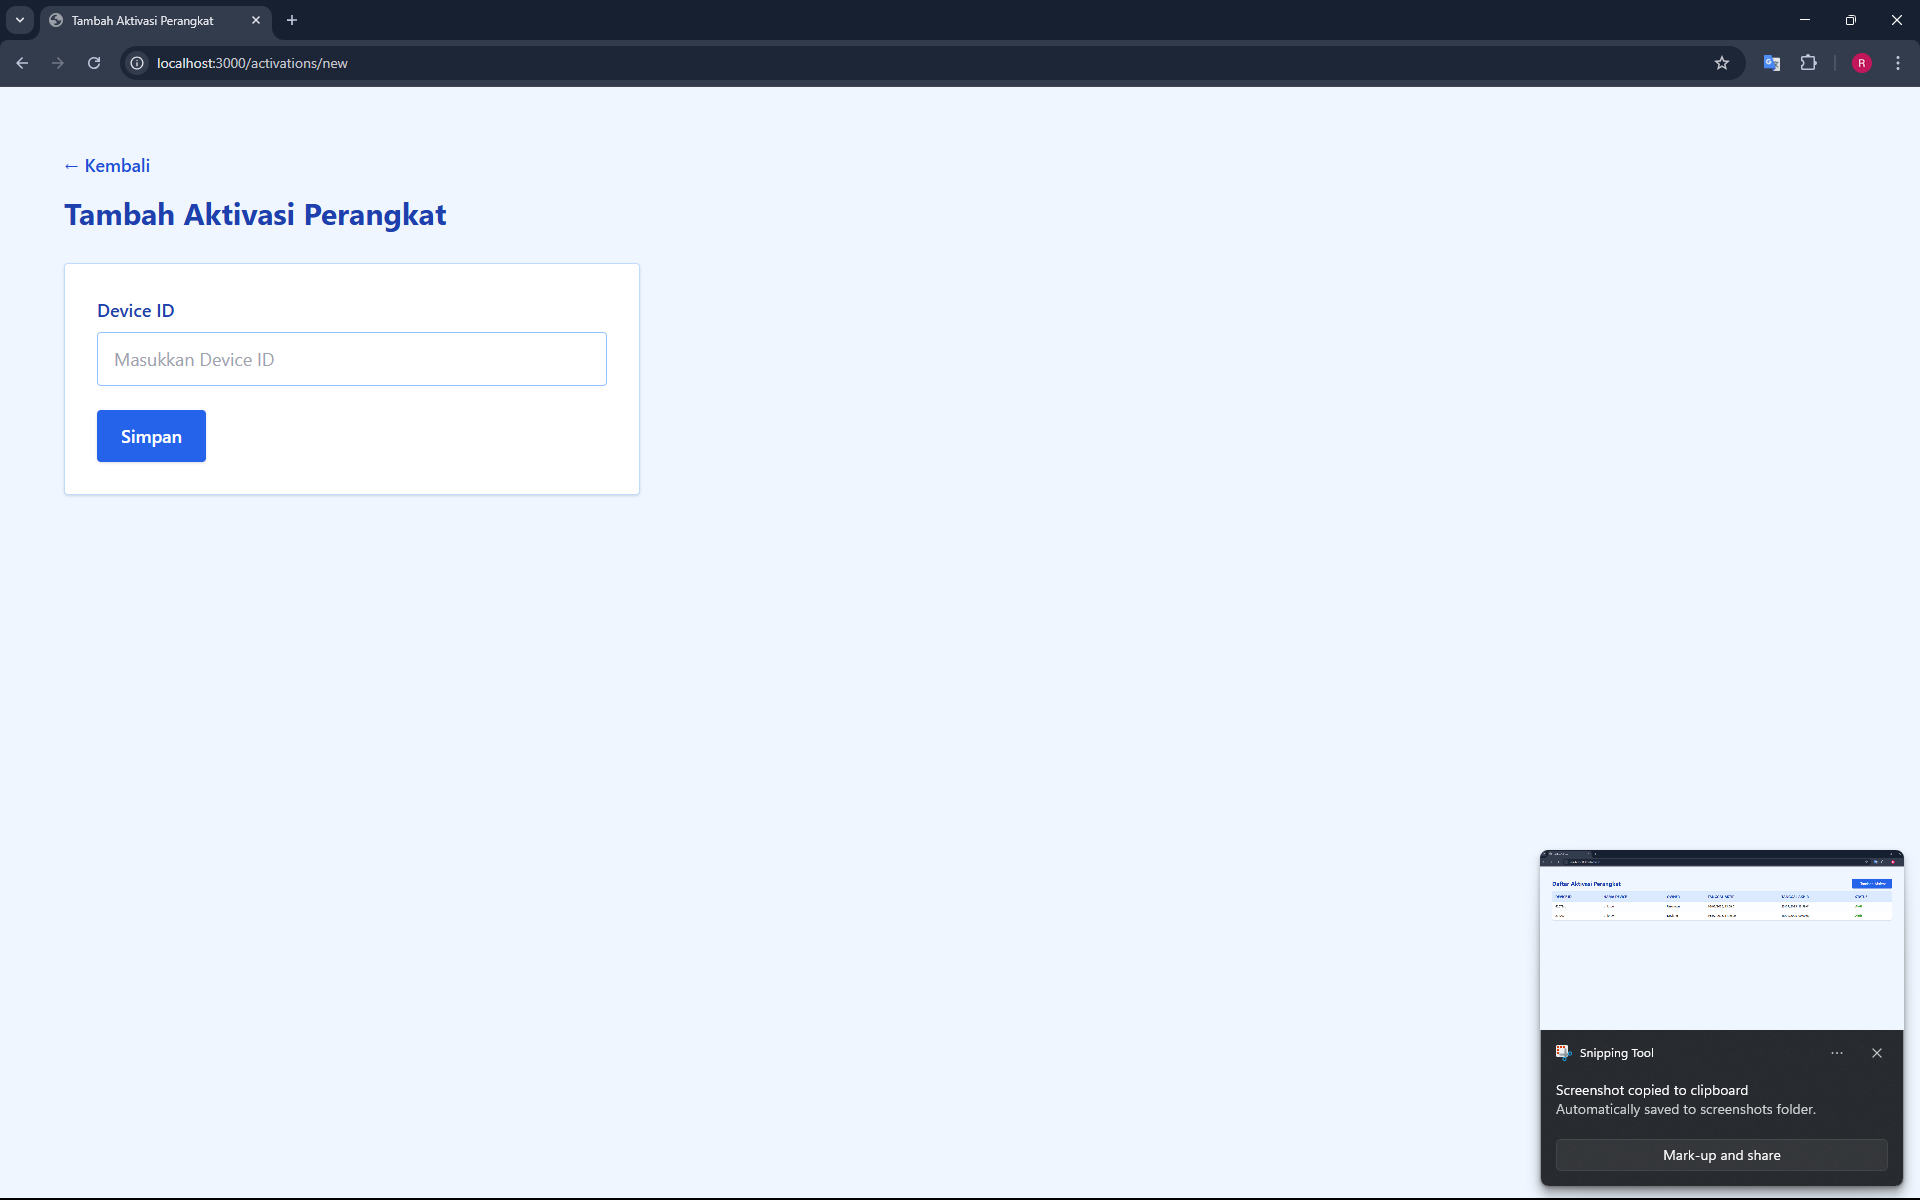 Tambah Aktivasi Perangkat
localhost:3000/activations/new
R
← Kembali
Tambah Aktivasi Perangkat
Device ID
Masukkan Device ID
Simpan
Daftar Aktivasi Perangkat
Snipping Tool
Screenshot copied to clipboard
Automatically saved to screenshots folder.
Mark-up and share